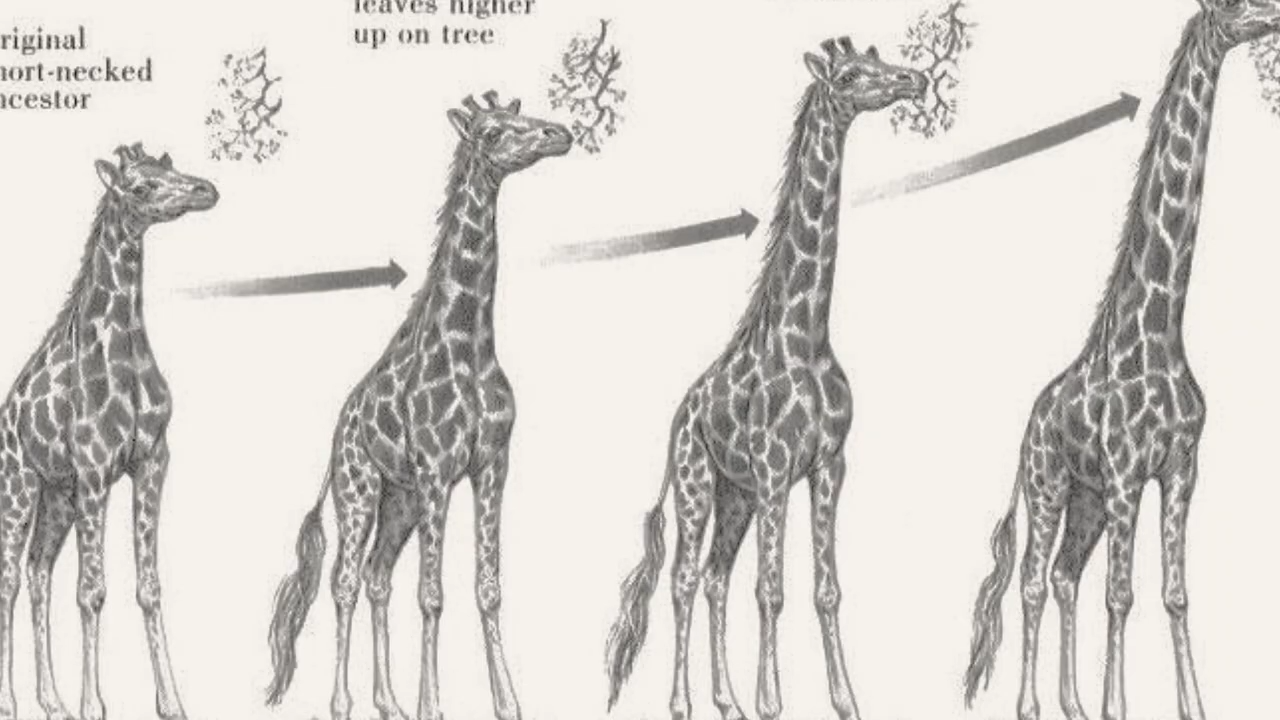 riginal
hort-necked
ncestor
leaves higher
up on tree